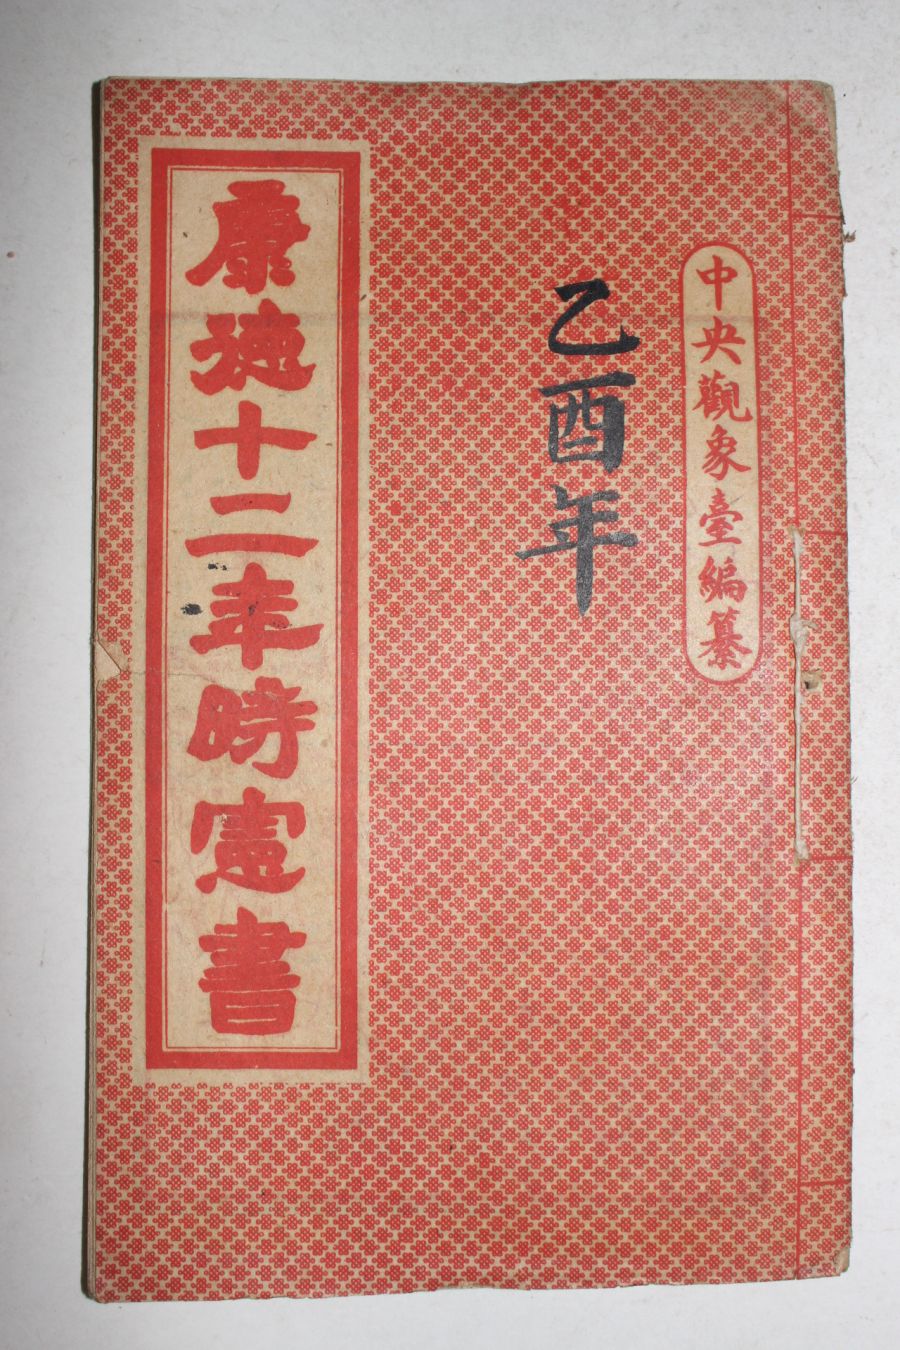 中央觀象臺編纂
乙酉年
康德十二年時憲書